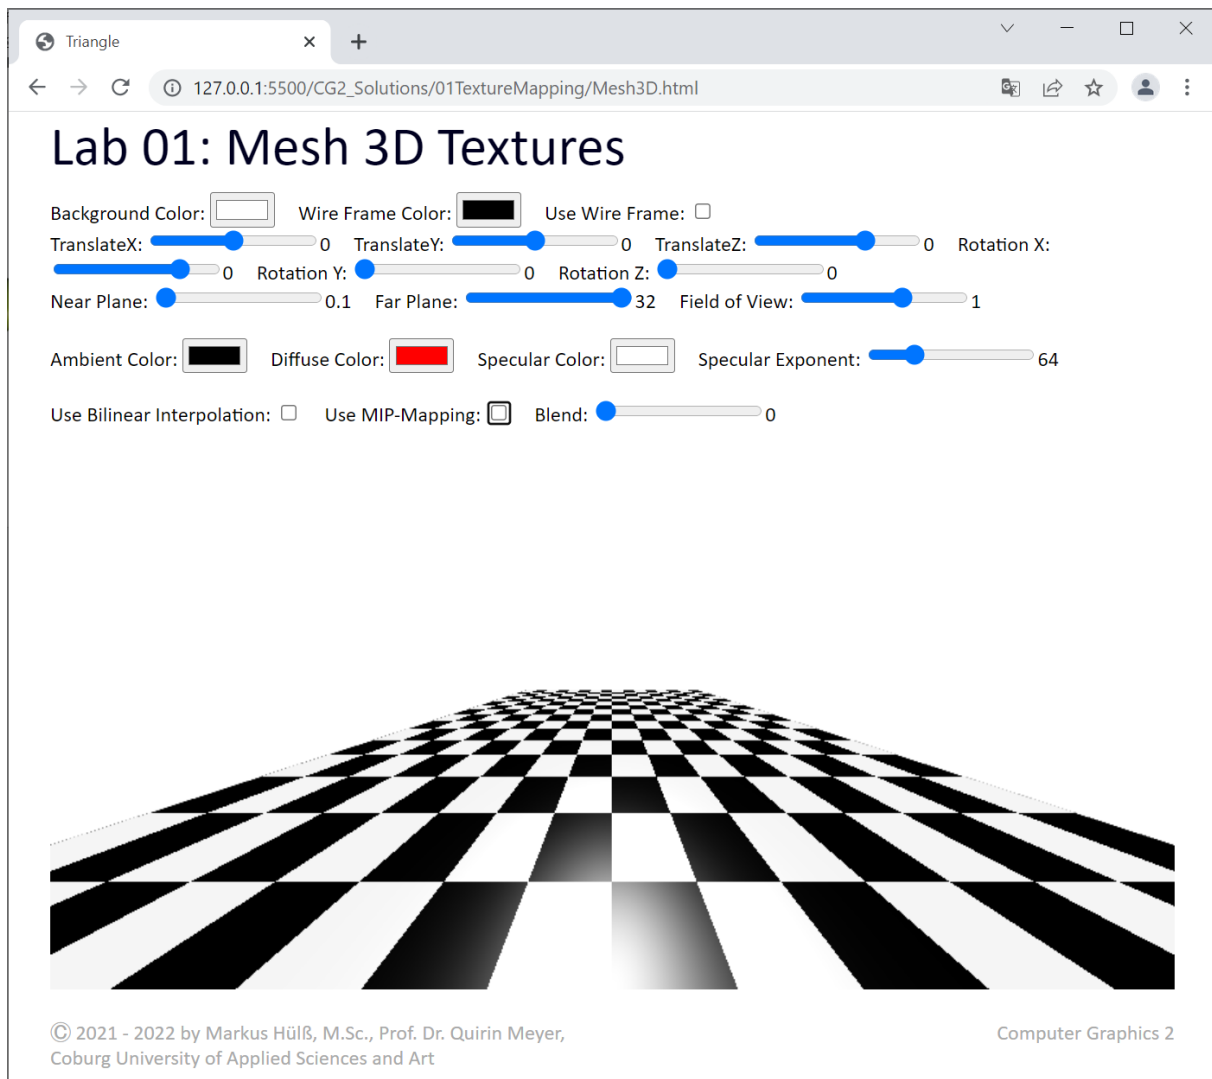 Triangle
127.0.0.1:5500/CG2_Solutions/01TextureMapping/Mesh3D.html
Lab 01: Mesh 3D Textures
Background Color: Wire Frame Color: Use Wire Frame:
TranslateX: 0 TranslateY: 0 TranslateZ: 0 Rotation X:
0 Rotation Y: 0 Rotation Z: 0
Near Plane: 0.1 Far Plane: 32 Field of View: 1
Ambient Color: Diffuse Color: Specular Color: Specular Exponent: 64
Use Bilinear Interpolation: Use MIP-Mapping: Blend: 0
Ⓒ 2021 - 2022 by Markus Hülß, M.Sc., Prof. Dr. Quirin Meyer, Computer Graphics 2
Coburg University of Applied Sciences and Art